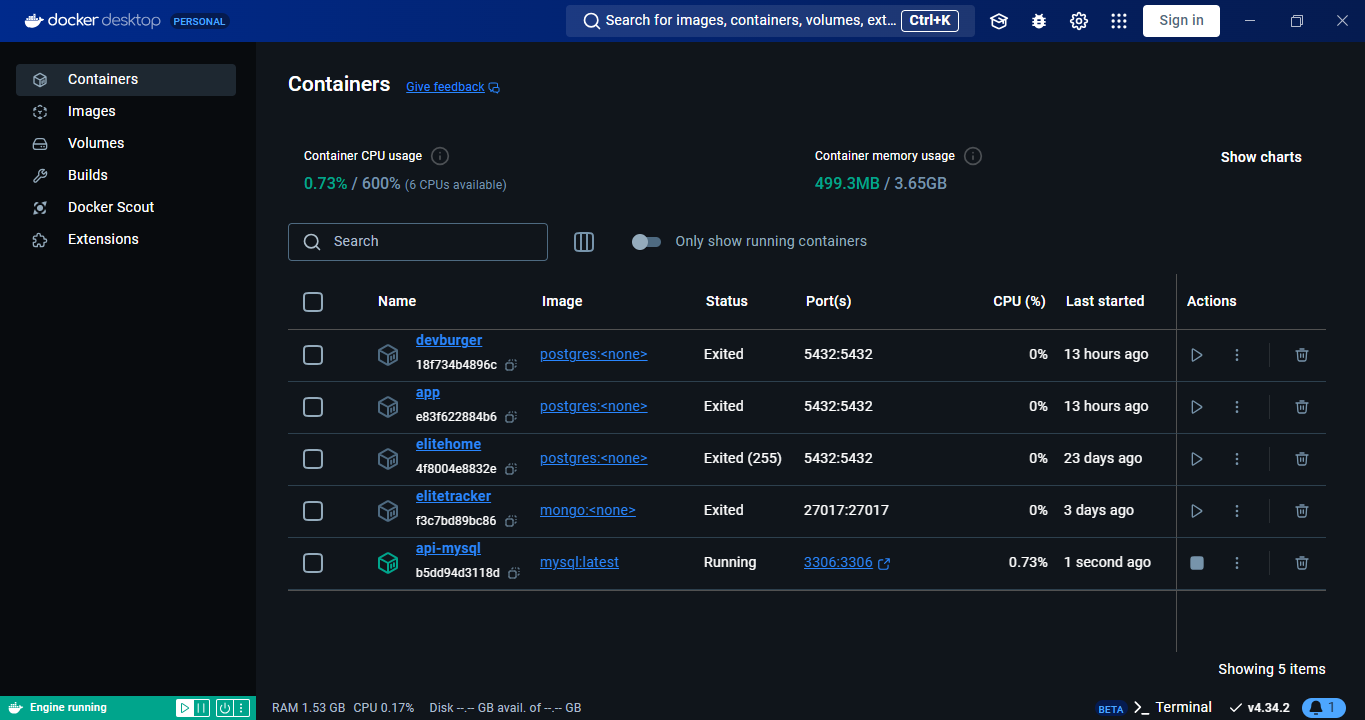 docker desktop PERSONAL
Search for images, containers, volumes, ext... Ctrl+K
Sign in
Containers
Images
Volumes
Builds
Docker Scout
Extensions
Containers Give feedback
Container CPU usage
0.73% / 600% (6 CPUs available)
Container memory usage
499.3MB / 3.65GB
Show charts
Search
Only show running containers
Name Image Status Port(s) CPU (%) Last started Actions
devburger
18f734b4896c
postgres:<none> Exited 5432:5432 0% 13 hours ago
app
e83f622884b6
postgres:<none> Exited 5432:5432 0% 13 hours ago
elitehome
4f8004e8832e
postgres:<none> Exited (255) 5432:5432 0% 23 days ago
elitetracker
f3c7bd89bc86
mongo:<none> Exited 27017:27017 0% 3 days ago
api-mysql
b5dd94d3118d
mysql:latest Running 3306:3306 0.73% 1 second ago
Showing 5 items
Engine running
RAM 1.53 GB CPU 0.17% Disk --.-- GB avail. of --.-- GB
BETA Terminal v4.34.2 1